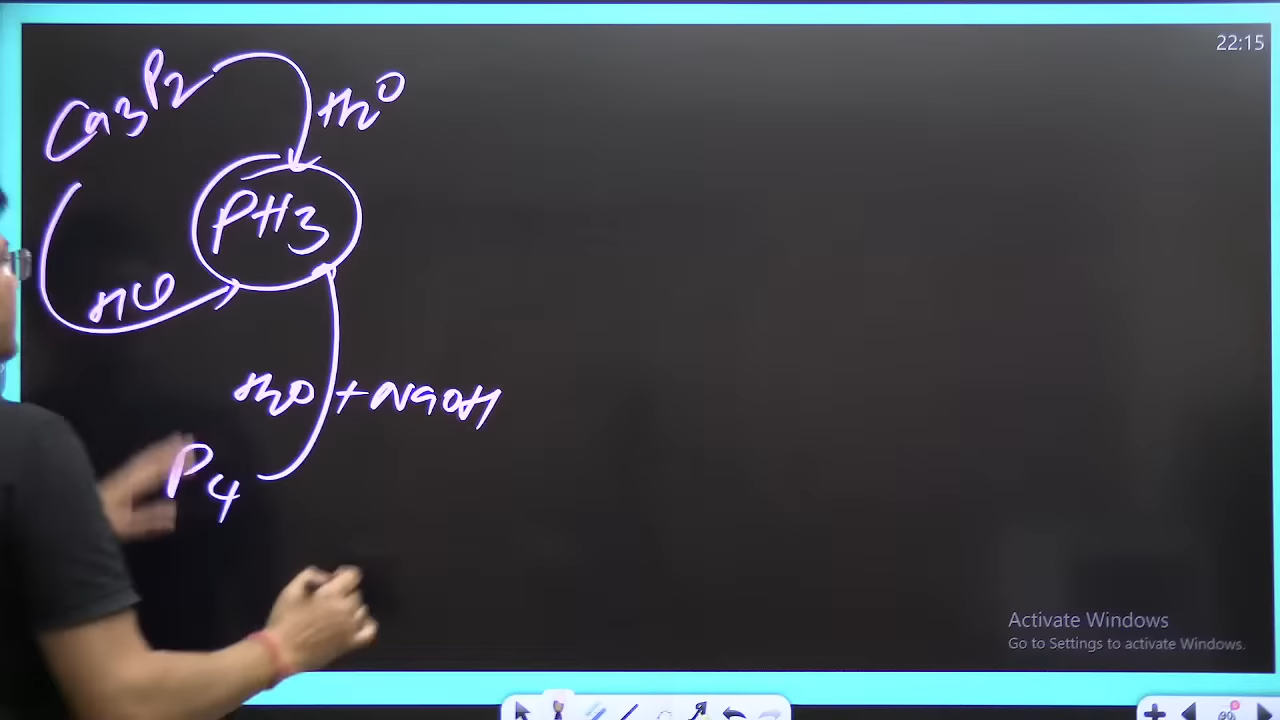 22:15
Ca3P2
H2O
PH3
HCl
H2O + NaOH
P4
Activate Windows
Go to Settings to activate Windows.